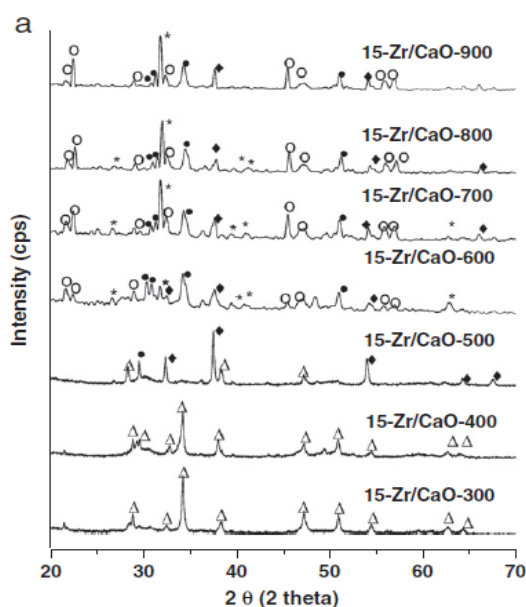 a
15-Zr/CaO-900
15-Zr/CaO-800
15-Zr/CaO-700
15-Zr/CaO-600
15-Zr/CaO-500
15-Zr/CaO-400
15-Zr/CaO-300
Intensity (cps)
20 30 40 50 60 70
2 θ (2 theta)